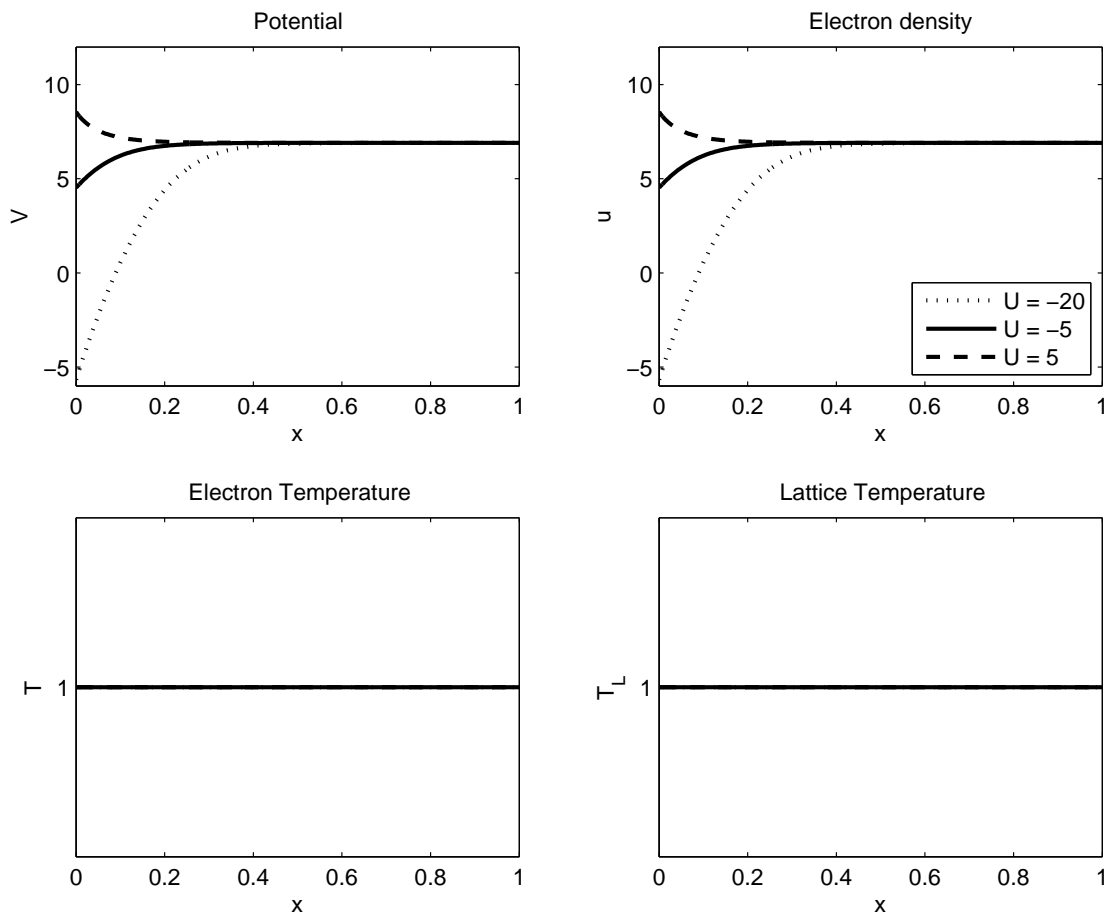 Potential
10
5
0
−5
V
0 0.2 0.4 0.6 0.8 1
x
Electron density
10
5
0
−5
u
U = −20
U = −5
U = 5
0 0.2 0.4 0.6 0.8 1
x
Electron Temperature
1
T
0 0.2 0.4 0.6 0.8 1
x
Lattice Temperature
1
T_L
0 0.2 0.4 0.6 0.8 1
x